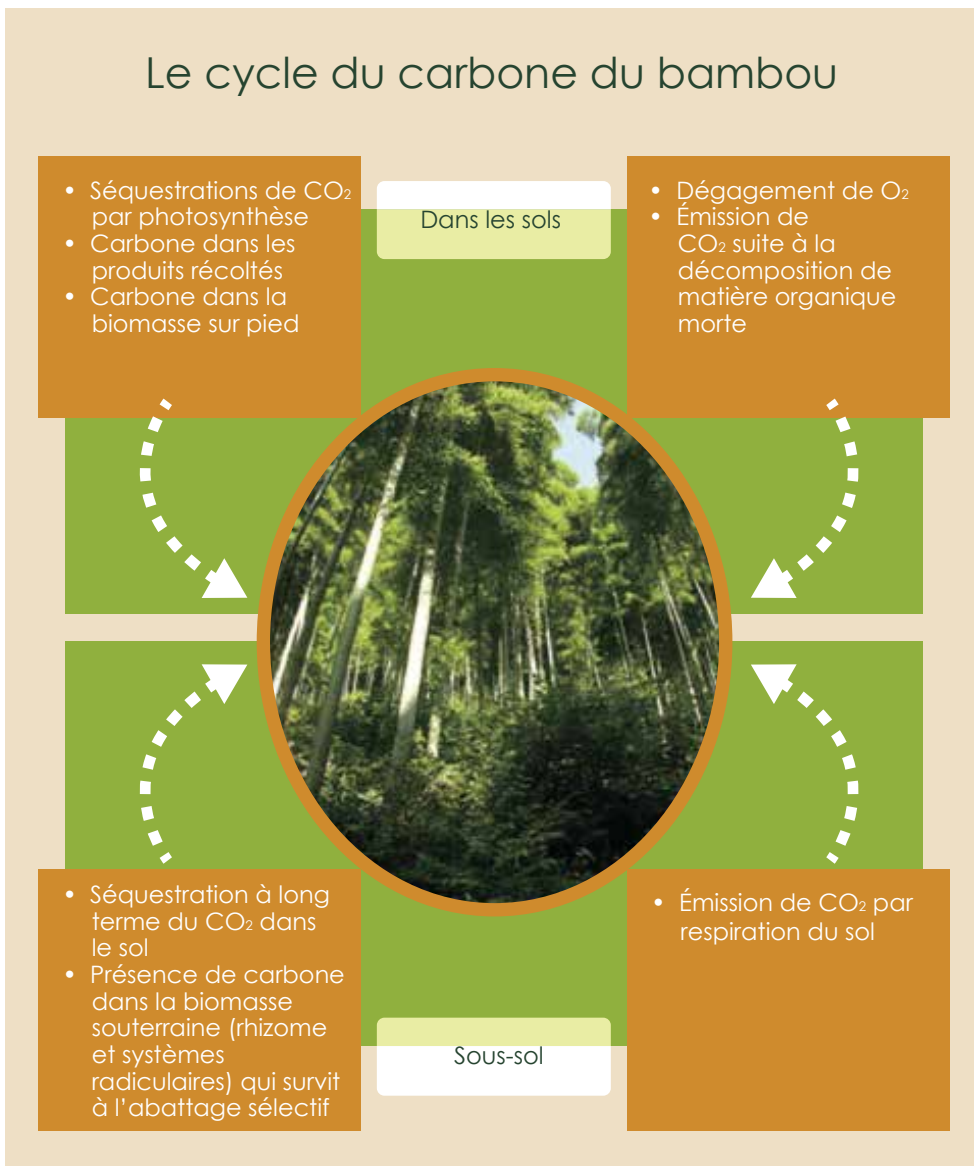 Le cycle du carbone du bambou
• Séquestrations de CO₂
par photosynthèse
• Carbone dans les
produits récoltés
• Carbone dans la
biomasse sur pied
Dans les sols
• Dégagement de O₂
• Émission de
CO₂ suite à la
décomposition de
matière organique
morte
• Séquestration à long
terme du CO₂ dans
le sol
• Présence de carbone
dans la biomasse
souterraine (rhizome
et systèmes
radiculaires) qui survit
à l’abattage sélectif
Sous-sol
• Émission de CO₂ par
respiration du sol